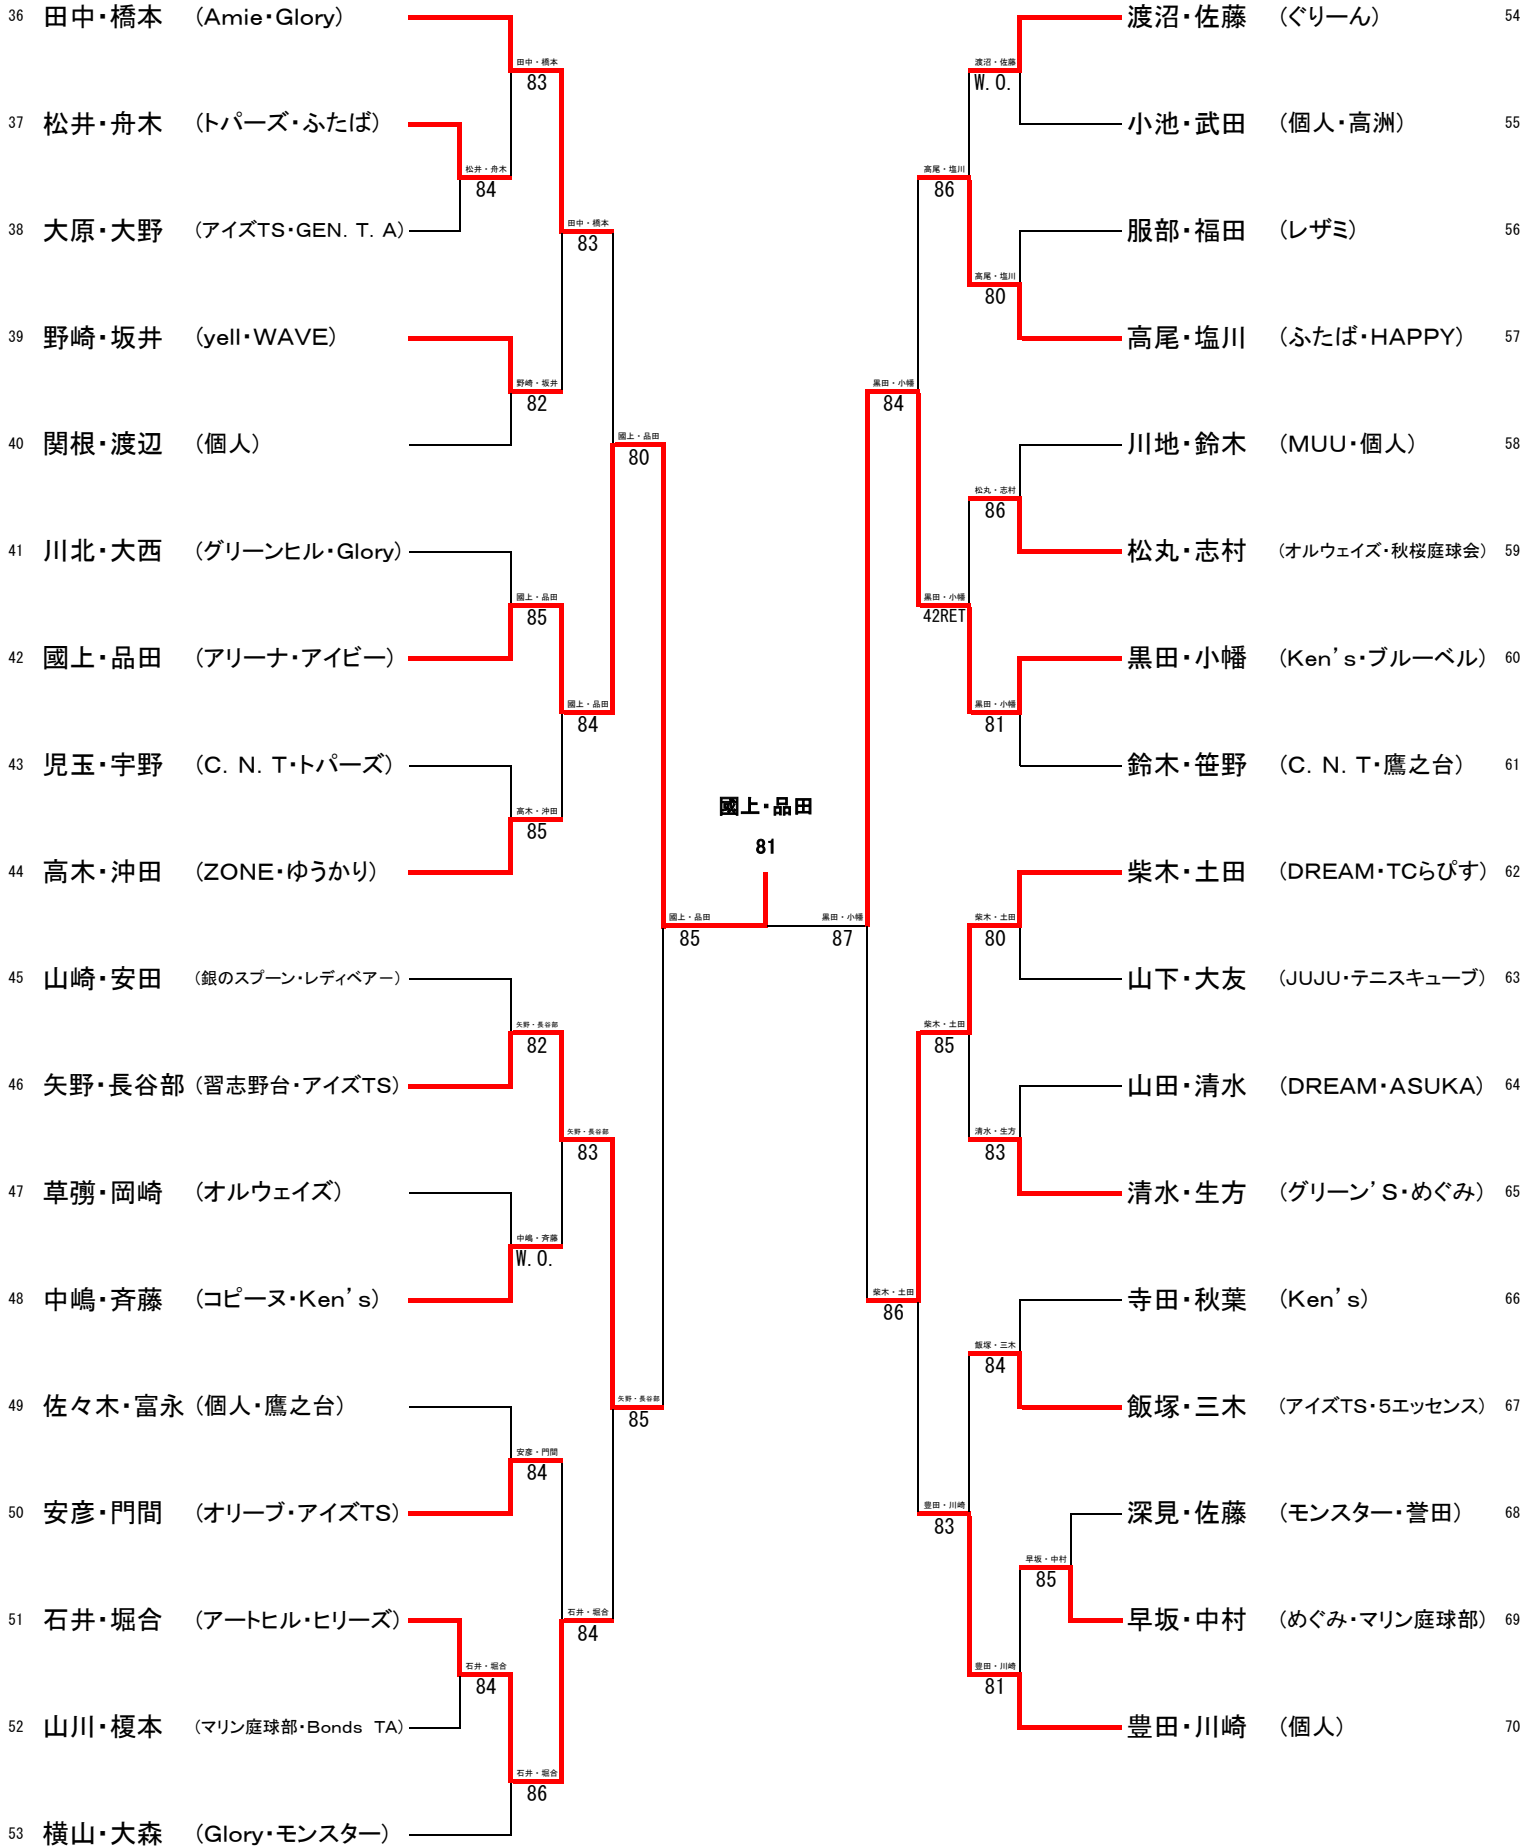 36 田中・橋本 (Amie・Glory)
田中・橋本
83
37 松井・舟木 (トパーズ・ふたば)
松井・舟木
84
38 大原・大野 (アイズTS・GEN. T. A)
田中・橋本
83
39 野崎・坂井 (yell・WAVE)
野崎・坂井
82
40 関根・渡辺 (個人)
國上・品田
80
41 川北・大西 (グリーンヒル・Glory)
國上・品田
85
42 國上・品田 (アリーナ・アイビー)
國上・品田
84
43 児玉・宇野 (C. N. T・トパーズ)
高木・沖田
85
44 高木・沖田 (ZONE・ゆうかり)
國上・品田
85
45 山崎・安田 (銀のスプーン・レディベアー)
矢野・長谷部
82
46 矢野・長谷部 (習志野台・アイズTS)
矢野・長谷部
83
47 草彅・岡崎 (オルウェイズ)
中嶋・斉藤
W. O.
48 中嶋・斉藤 (コピーヌ・Ken's)
矢野・長谷部
85
49 佐々木・富永 (個人・鷹之台)
安彦・門間
84
50 安彦・門間 (オリーブ・アイズTS)
石井・堀合
84
51 石井・堀合 (アートヒル・ヒリーズ)
石井・堀合
84
52 山川・榎本 (マリン庭球部・Bonds TA)
石井・堀合
86
53 横山・大森 (Glory・モンスター)
國上・品田
81
渡沼・佐藤 (ぐりーん) 54
渡沼・佐藤
W. O.
小池・武田 (個人・高洲) 55
高尾・塩川
86
服部・福田 (レザミ) 56
高尾・塩川
80
高尾・塩川 (ふたば・HAPPY) 57
黒田・小幡
84
川地・鈴木 (MUU・個人) 58
松丸・志村
86
松丸・志村 (オルウェイズ・秋桜庭球会) 59
黒田・小幡
42RET
黒田・小幡 (Ken's・ブルーベル) 60
黒田・小幡
81
鈴木・笹野 (C. N. T・鷹之台) 61
黒田・小幡
87
柴木・土田 (DREAM・TCらぴす) 62
柴木・土田
80
山下・大友 (JUJU・テニスキューブ) 63
柴木・土田
85
山田・清水 (DREAM・ASUKA) 64
清水・生方
83
清水・生方 (グリーン'S・めぐみ) 65
柴木・土田
86
寺田・秋葉 (Ken's) 66
飯塚・三木
84
飯塚・三木 (アイズTS・5エッセンス) 67
豊田・川崎
83
深見・佐藤 (モンスター・誉田) 68
早坂・中村
85
早坂・中村 (めぐみ・マリン庭球部) 69
豊田・川崎
81
豊田・川崎 (個人) 70